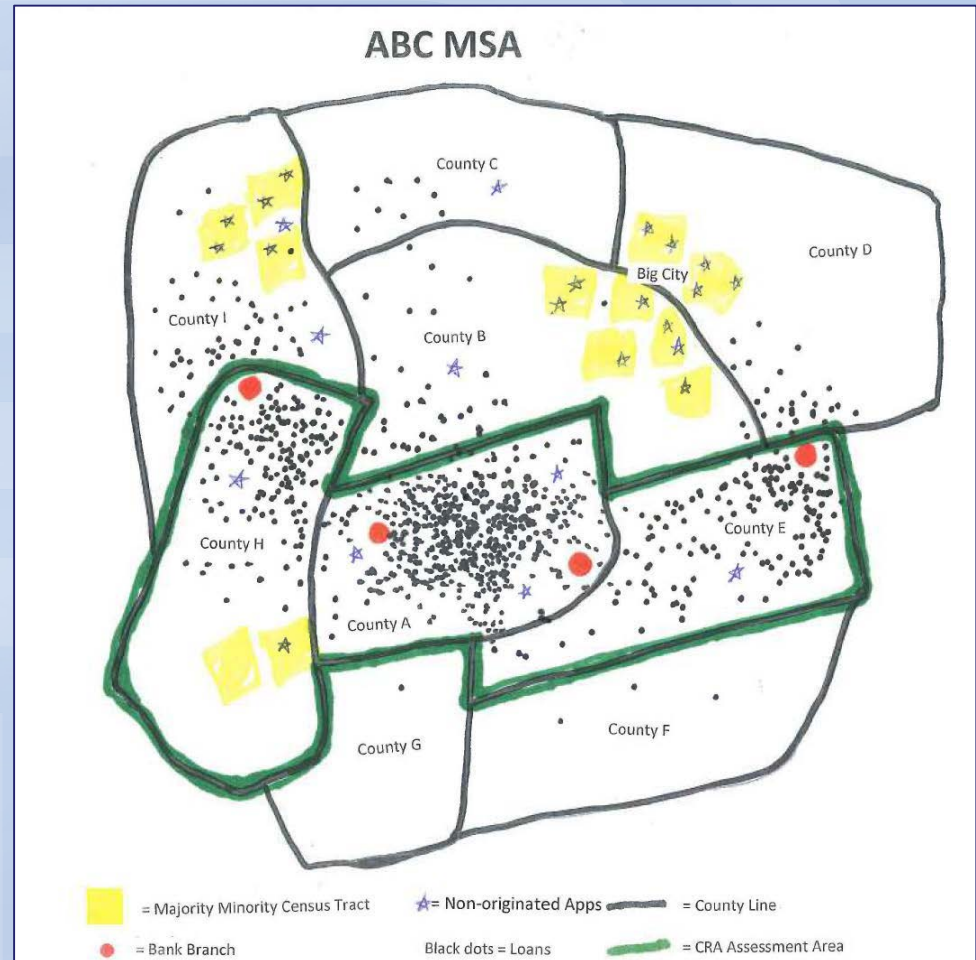 ABC MSA
County C
County D
Big City
County I
County B
County E
County H
County A
County F
County G
= Majority Minority Census Tract
= Non-originated Apps
= County Line
= Bank Branch
Black dots = Loans
= CRA Assessment Area